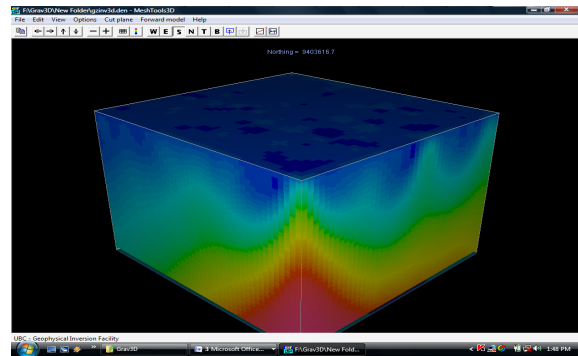 F:\Grav3D\New Folder\gzinv3d.den - MeshTools3D
File Edit View Options Cut plane Forward model Help
W E S N T B
Northing = 9403616.7
UBC - Geophysical Inversion Facility
Grav3D 3 Microsoft Office... F:\Grav3D\New Fold... 1:48 PM